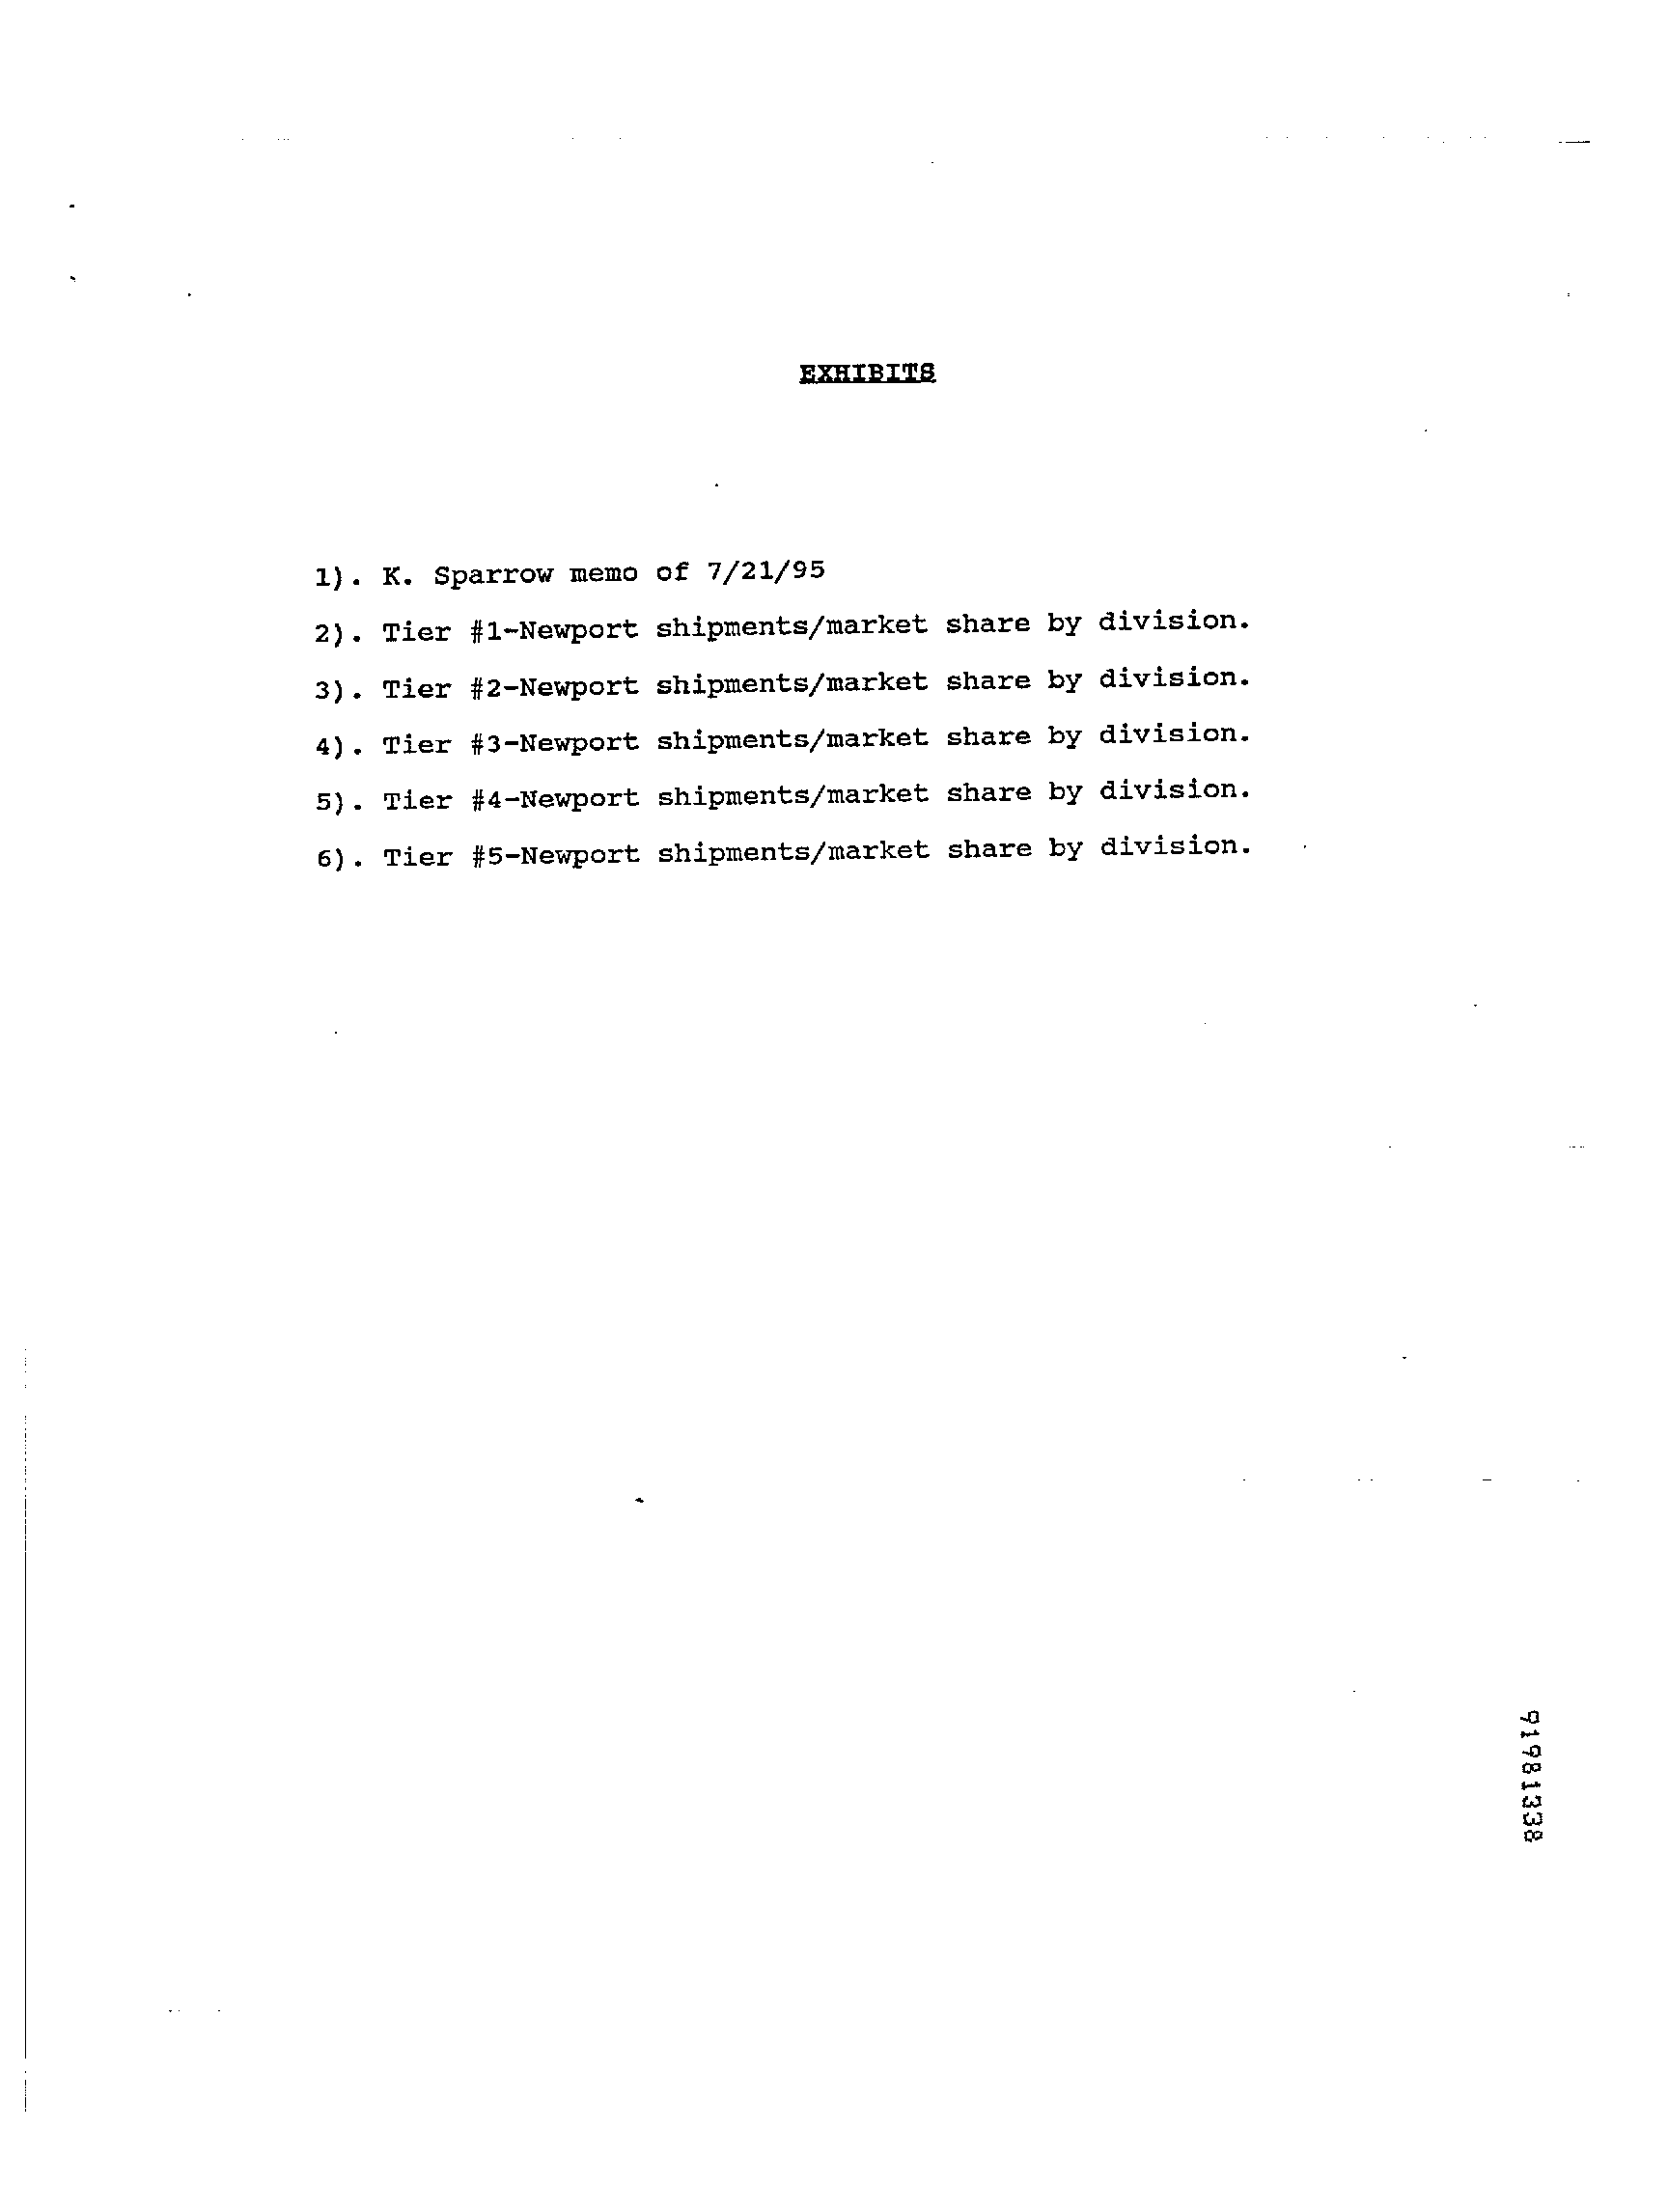 EXHIBITS
1). K. Sparrow memo of 7/21/95
2). Tier #1-Newport shipments/market share by division.
3). Tier #2-Newport shipments/market share by division.
4). Tier #3-Newport shipments/market share by division.
5). Tier #4-Newport shipments/market share by division.
6). Tier #5-Newport shipments/market share by division.
91981338